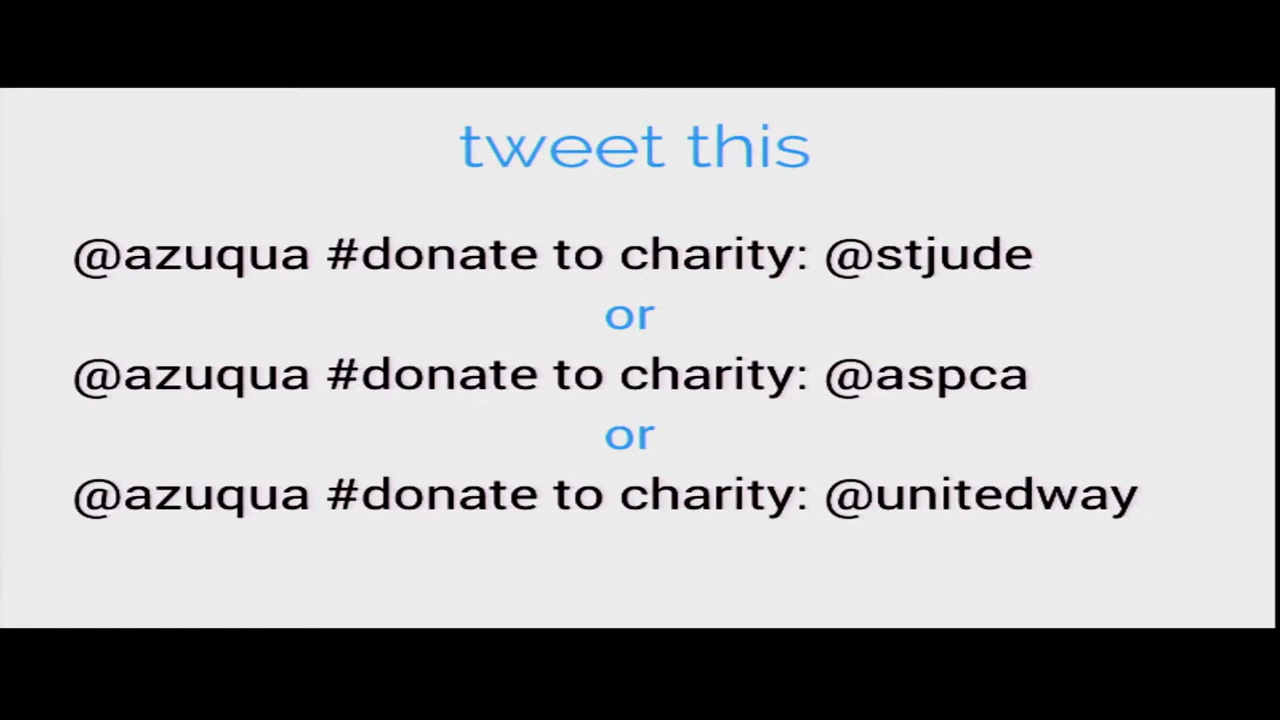 tweet this
@azuqua #donate to charity: @stjude
or
@azuqua #donate to charity: @aspca
or
@azuqua #donate to charity: @unitedway